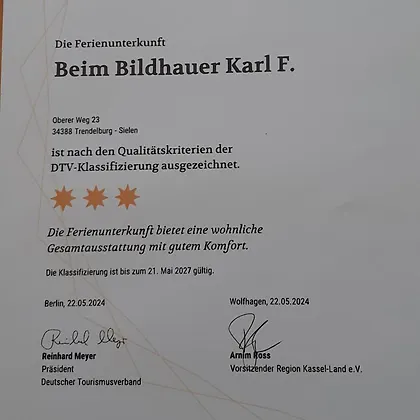 Die Ferienunterkunft
Beim Bildhauer Karl F.
Oberer Weg 23
34388 Trendelburg - Sielen
ist nach den Qualitätskriterien der
DTV-Klassifizierung ausgezeichnet.
Die Ferienunterkunft bietet eine wohnliche
Gesamtausstattung mit gutem Komfort.
Die Klassifizierung ist bis zum 21. Mai 2027 gültig.
Berlin, 22.05.2024
Reinhard Meyer
Reinhard Meyer
Präsident
Deutscher Tourismusverband
Wolfhagen, 22.05.2024
Arnim Ross
Vorsitzender Region Kassel-Land e.V.